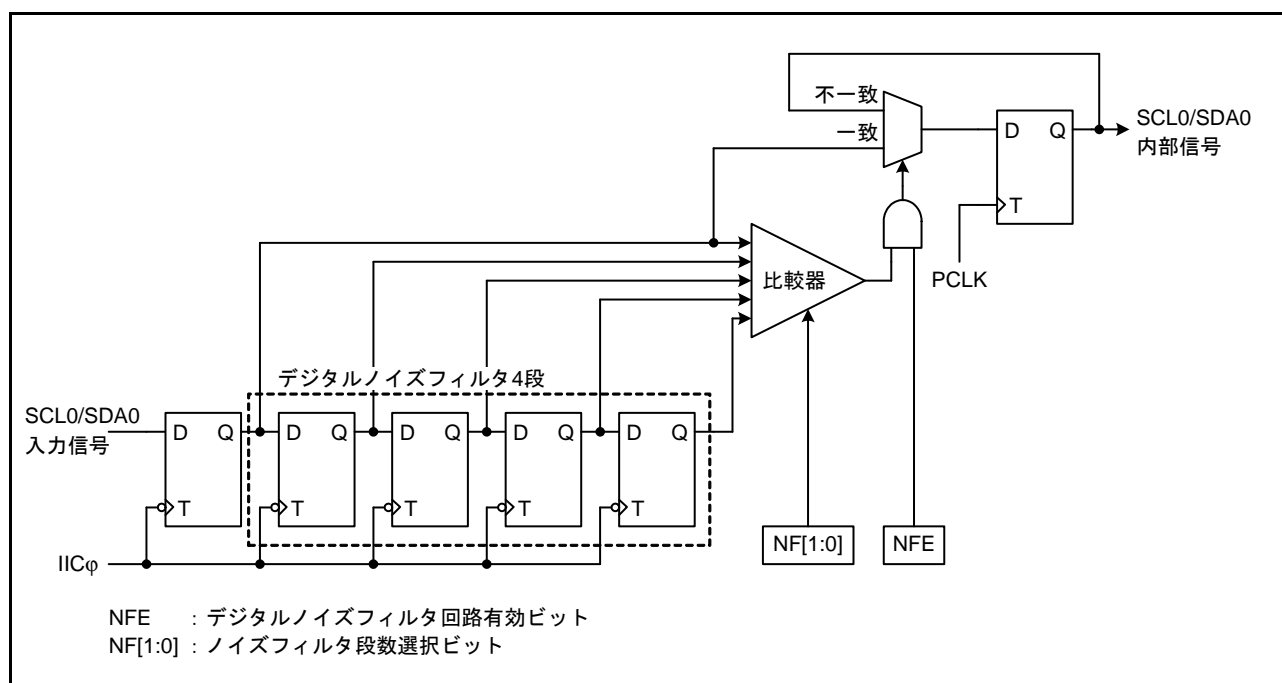 不一致
一致
D Q
T
SCL0/SDA0
内部信号
PCLK
比較器
デジタルノイズフィルタ4段
SCL0/SDA0
入力信号
D Q D Q D Q D Q D Q
T T T T T
IICφ
NF[1:0] NFE
NFE : デジタルノイズフィルタ回路有効ビット
NF[1:0] : ノイズフィルタ段数選択ビット